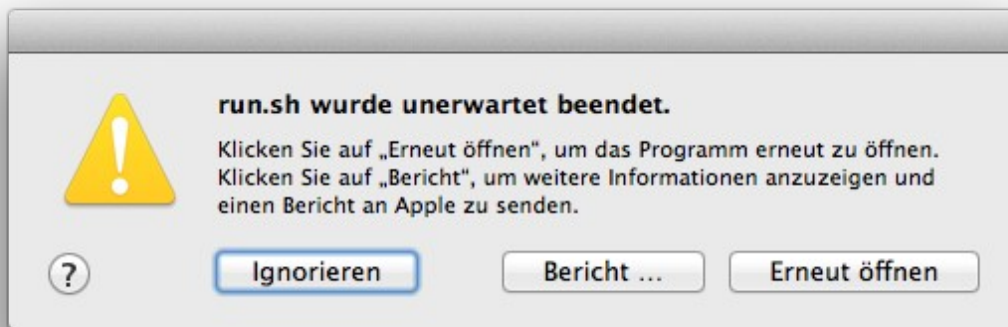 run.sh wurde unerwartet beendet.
Klicken Sie auf „Erneut öffnen“, um das Programm erneut zu öffnen.
Klicken Sie auf „Bericht“, um weitere Informationen anzuzeigen und
einen Bericht an Apple zu senden.
?
Ignorieren
Bericht ...
Erneut öffnen